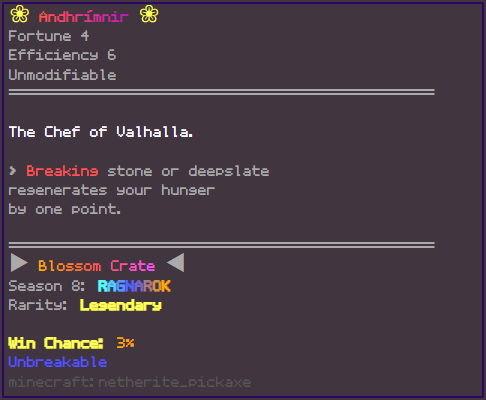 ❀ Andhrímnir ❀
Fortune 4
Efficiency 6
Unmodifiable
The Chef of Valhalla.
> Breaking stone or deepslate
regenerates your hunger
by one point.
▶ Blossom Crate ◀
Season 8: RAGNAROK
Rarity: Legendary
Win Chance: 3%
Unbreakable
minecraft:netherite_pickaxe